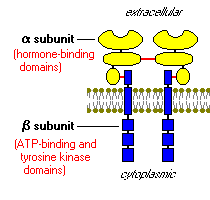 extracellular
α subunit
(hormone-binding
domains)
β subunit
(ATP-binding and
tyrosine kinase
domains)
cytoplasmic